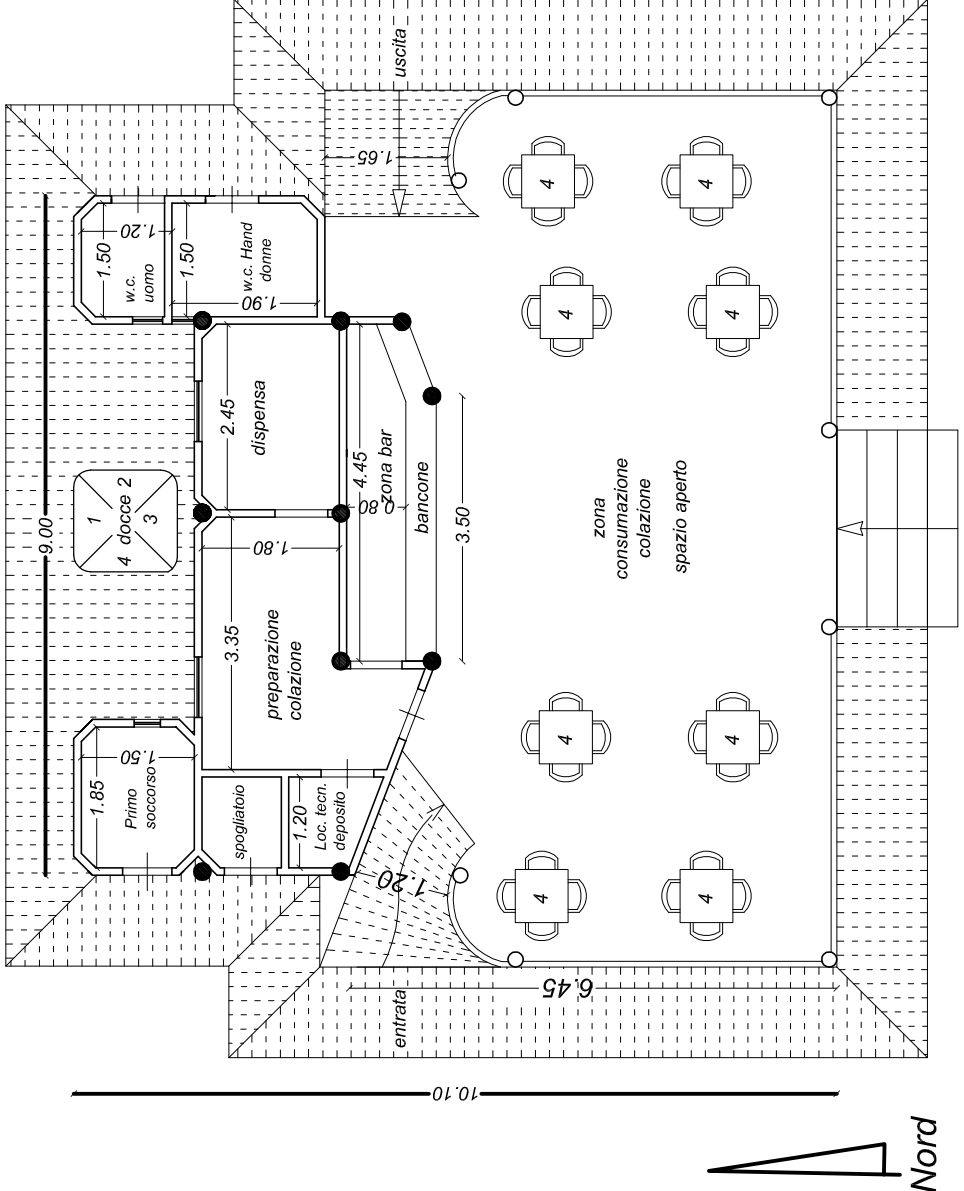 uscita
1.65
4
4
4
4
1.20
1.50
w.c.
uomo
1.50
w.c. Hand
donne
1.90
9.00
1
docce 2
3
4
2.45
dispensa
4.45
zona bar
0.80
bancone
3.50
zona
consumazione
colazione
spazio aperto
1.80
3.35
preparazione
colazione
1.50
1.85
Primo
soccorso
spogliatoio
1.20
Loc. tecn.
deposito
1.20
4
4
4
4
entrata
6.45
10.10
Nord